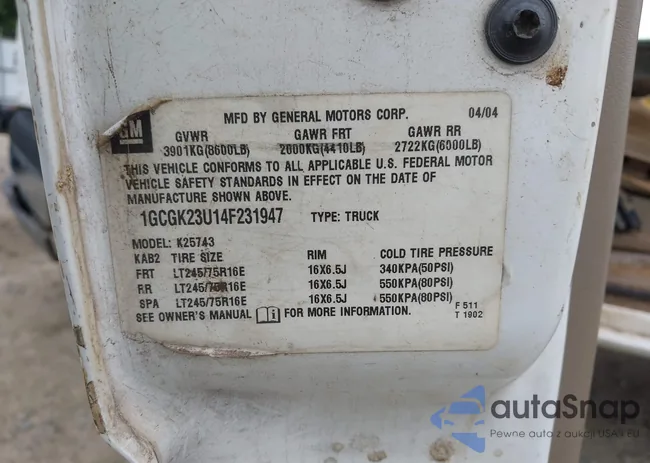 GM
MFD BY GENERAL MOTORS CORP. 04/04
GVWR GAWR FRT GAWR RR
3901KG(8600LB) 2000KG(4410LB) 2722KG(6000LB)
THIS VEHICLE CONFORMS TO ALL APPLICABLE U.S. FEDERAL MOTOR
VEHICLE SAFETY STANDARDS IN EFFECT ON THE DATE OF
MANUFACTURE SHOWN ABOVE.
1GCGK23U14F231947 TYPE: TRUCK
MODEL: K25743
KAB2 TIRE SIZE RIM COLD TIRE PRESSURE
FRT LT245/75R16E 16X6.5J 340KPA(50PSI)
RR LT245/75R16E 16X6.5J 550KPA(80PSI)
SPA LT245/75R16E 16X6.5J 550KPA(80PSI)
SEE OWNER'S MANUAL i FOR MORE INFORMATION.
F 511
T 1902
autaSnap
Pewne auto z aukcji USA i EU